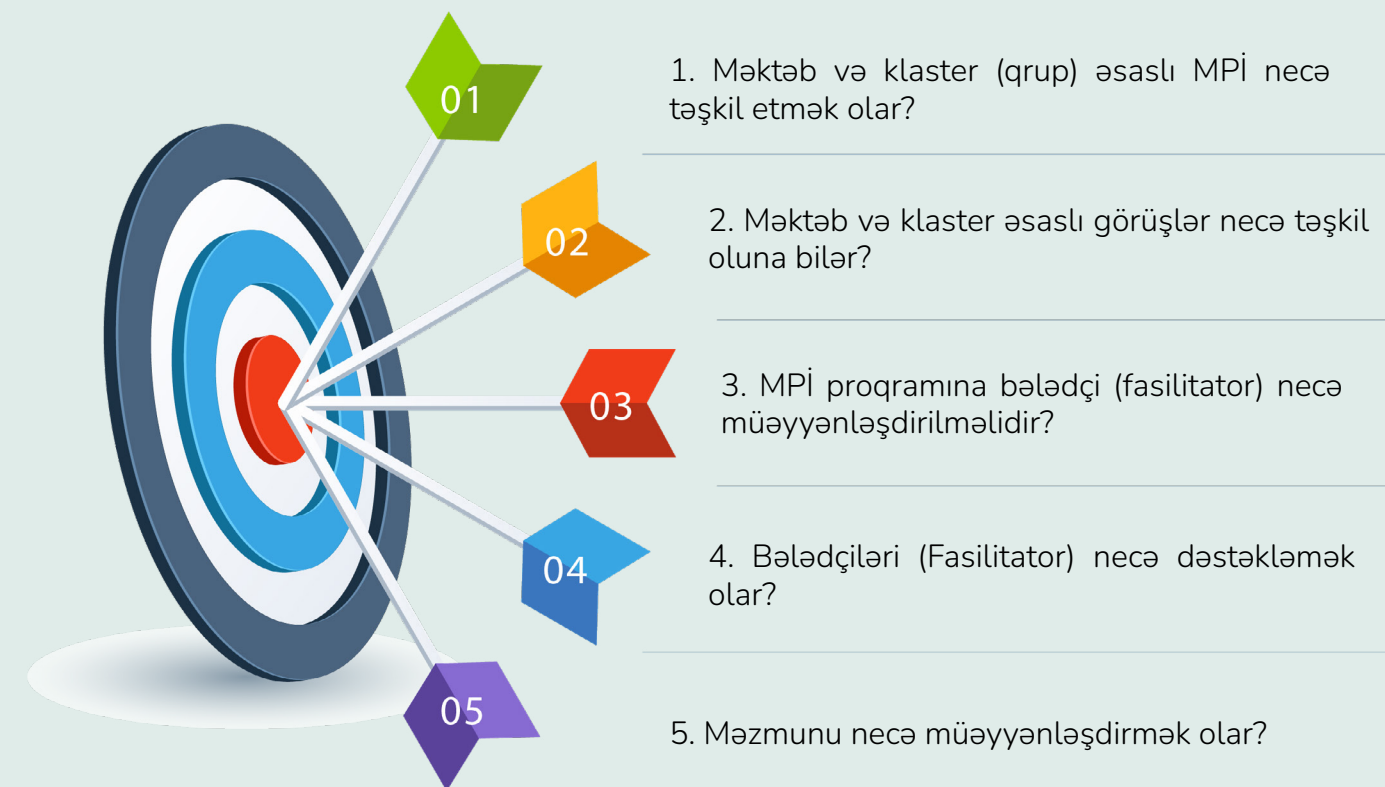 01
1. Məktəb və klaster (qrup) əsaslı MPİ necə
təşkil etmək olar?
02
2. Məktəb və klaster əsaslı görüşlər necə təşkil
oluna bilər?
03
3. MPİ proqramına bələdçi (fasilitator) necə
müəyyənləşdirilməlidir?
04
4. Bələdçiləri (Fasilitator) necə dəstəkləmək
olar?
05
5. Məzmunu necə müəyyənləşdirmək olar?